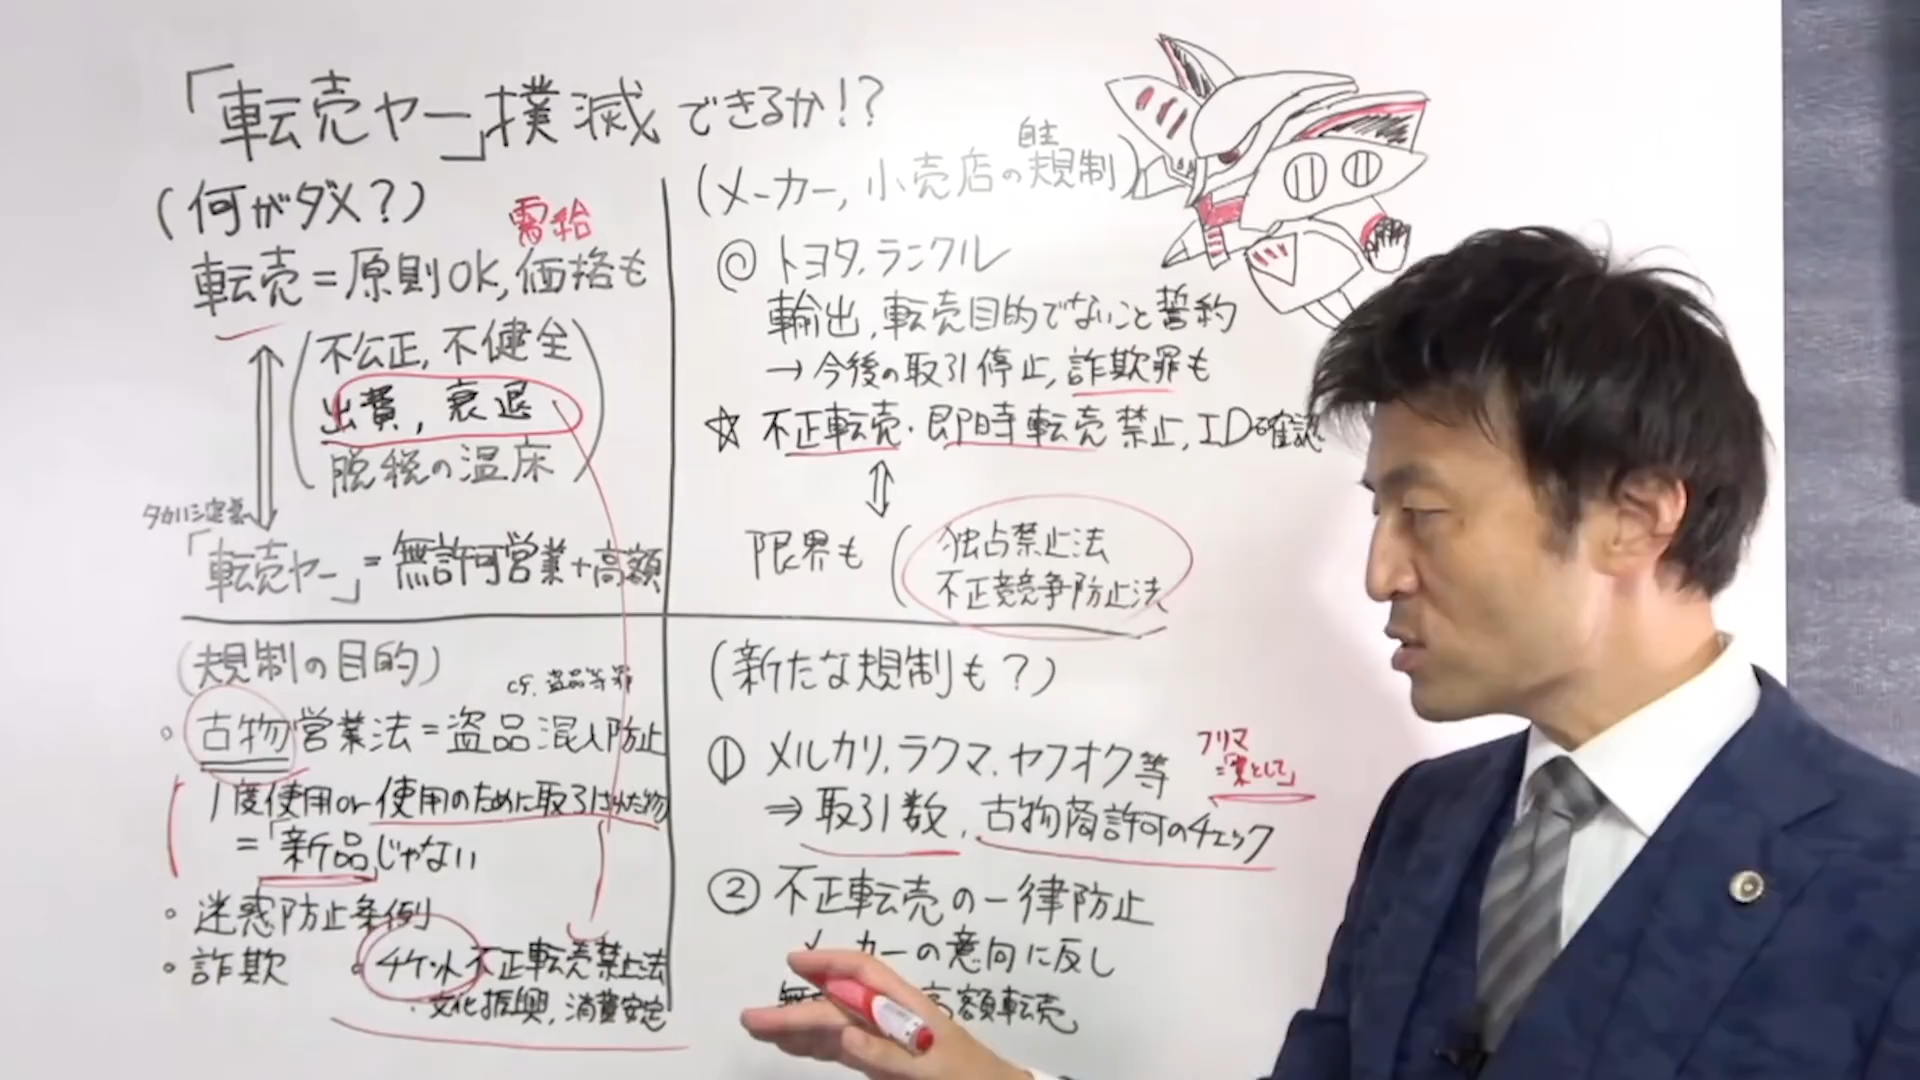 「転売ヤー」撲滅できるか!?
(何がダメ?)
需給
転売=原則OK,価格も
(不公正,不健全
出費,衰退
脱税の温床)
タカハシ定義
「転売ヤー」=無許可営業+高額
(規制の目的)
cf. 盗品等罪
・古物営業法=盗品混入防止
1度使用or使用のために取引された物
=「新品」じゃない
・迷惑防止条例
・詐欺
・チケット不正転売禁止法
・文化振興,消費安定
自主
(メーカー,小売店の規制)
◎トヨタ,ランクル
輸出,転売目的でないこと誓約
→今後の取引停止,詐欺罪も
☆不正転売・即時転売禁止,ID確認
⇕
限界も(独占禁止法
不正競争防止法
(新たな規制も?)
①メルカリ,ラクマ,ヤフオク等
⇒取引数,古物商許可のチェック
フリマ
=「業として」
②不正転売の一律防止
メーカーの意向に反し
高額転売